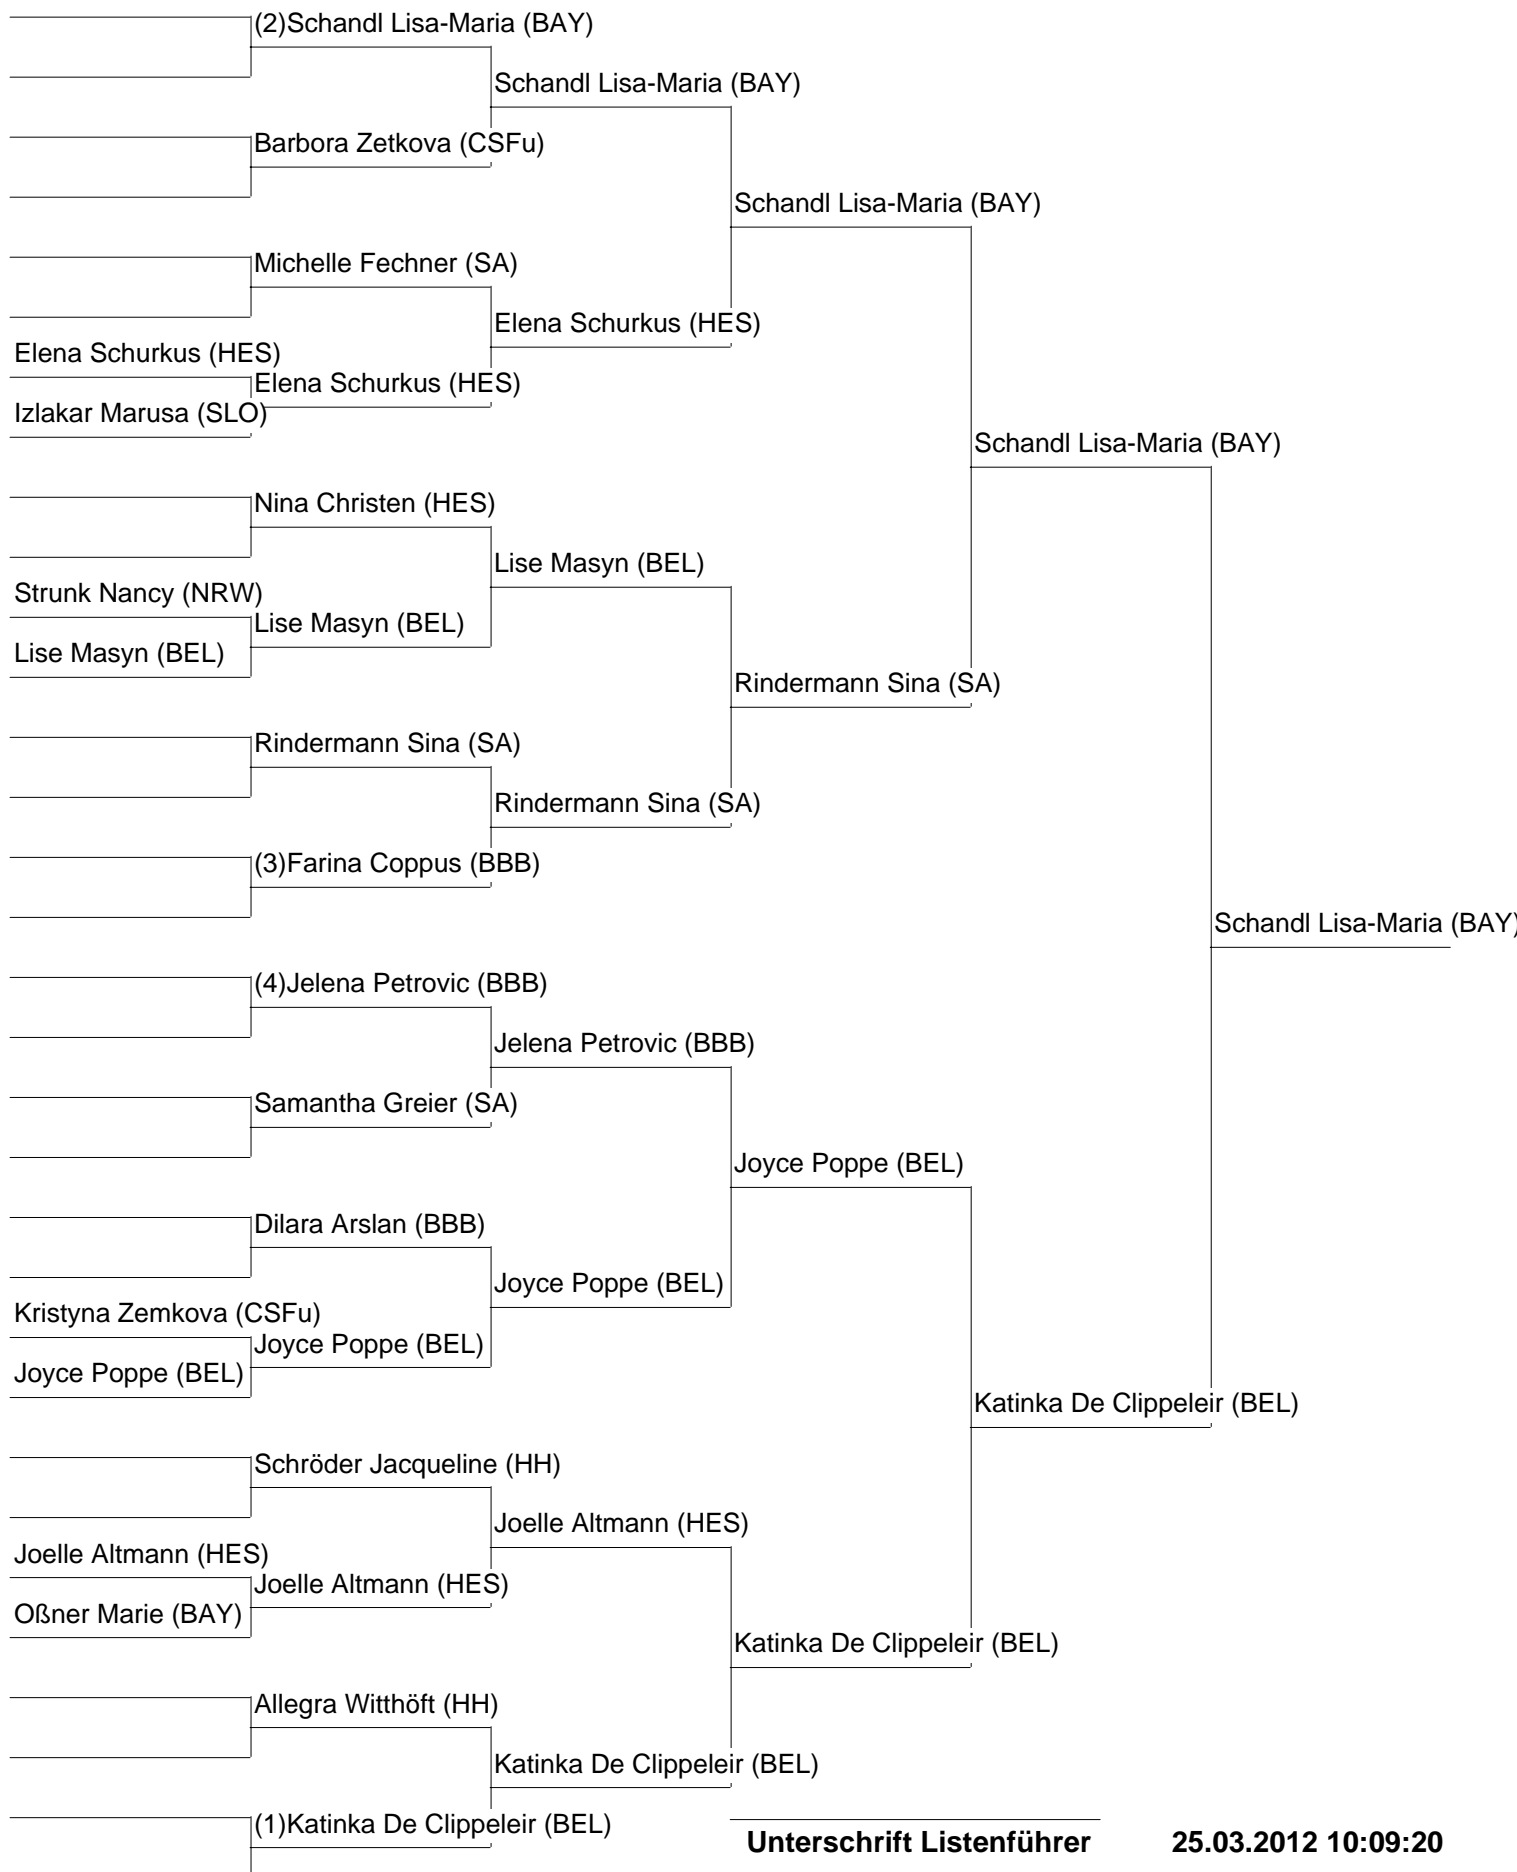 (2)Schandl Lisa-Maria (BAY)
Schandl Lisa-Maria (BAY)
Barbora Zetkova (CSFu)
Schandl Lisa-Maria (BAY)
Michelle Fechner (SA)
Elena Schurkus (HES)
Elena Schurkus (HES)
Elena Schurkus (HES)
Izlakar Marusa (SLO)
Schandl Lisa-Maria (BAY)
Nina Christen (HES)
Lise Masyn (BEL)
Strunk Nancy (NRW)
Lise Masyn (BEL)
Lise Masyn (BEL)
Rindermann Sina (SA)
Rindermann Sina (SA)
Rindermann Sina (SA)
(3)Farina Coppus (BBB)
Schandl Lisa-Maria (BAY)
(4)Jelena Petrovic (BBB)
Jelena Petrovic (BBB)
Samantha Greier (SA)
Joyce Poppe (BEL)
Dilara Arslan (BBB)
Joyce Poppe (BEL)
Kristyna Zemkova (CSFu)
Joyce Poppe (BEL)
Joyce Poppe (BEL)
Katinka De Clippeleir (BEL)
Schröder Jacqueline (HH)
Joelle Altmann (HES)
Joelle Altmann (HES)
Joelle Altmann (HES)
Oßner Marie (BAY)
Katinka De Clippeleir (BEL)
Allegra Witthöft (HH)
Katinka De Clippeleir (BEL)
(1)Katinka De Clippeleir (BEL)
Unterschrift Listenführer 25.03.2012 10:09:20